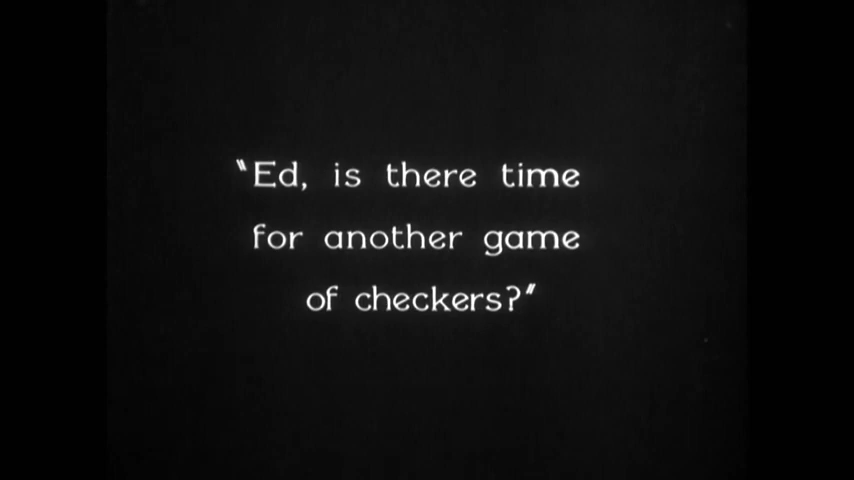 "Ed, is there time
for another game
of checkers?"